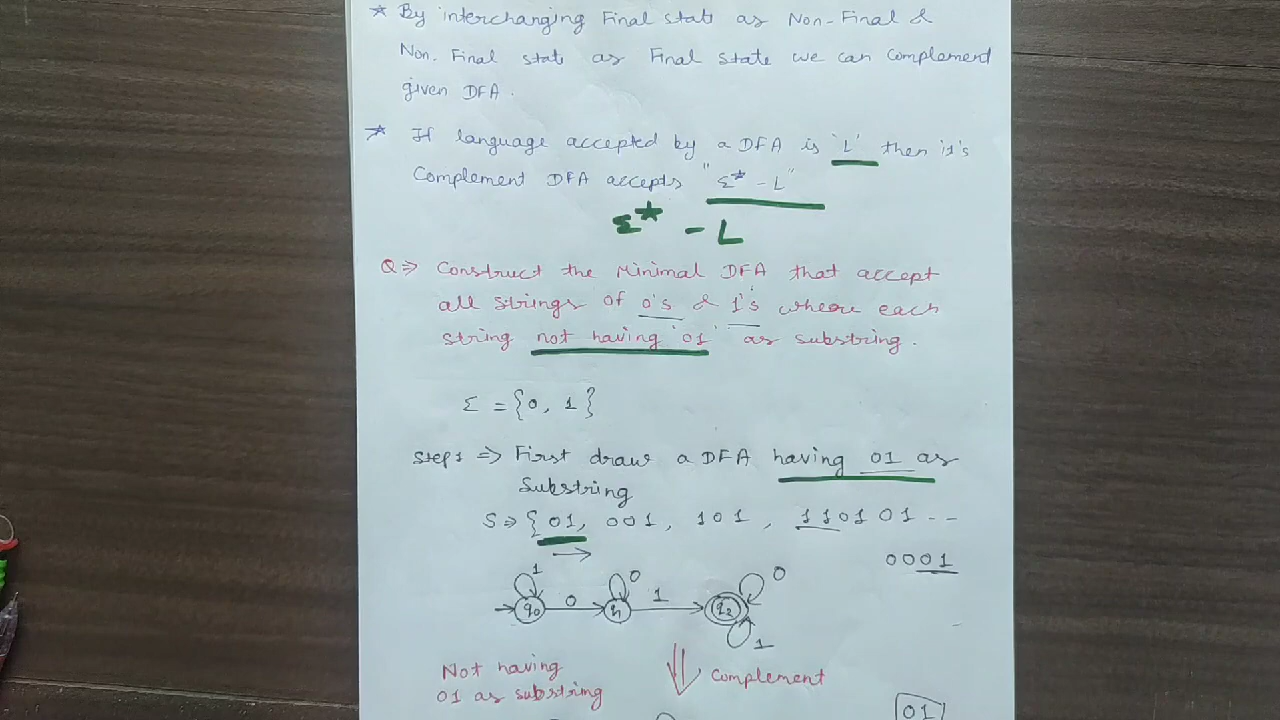 ★ By interchanging Final state as Non-Final &
Non. Final state as Final state we can complement
given DFA.
★ If language accepted by a DFA is 'L' then it's
Complement DFA accepts "Σ* - L"
Σ* - L
Q ⇒ Construct the Minimal DFA that accept
all strings of 0's & 1's where each
string not having '01' as substring.
Σ = {0, 1}
Step1 ⇒ First draw a DFA having 01 as
Substring
S ⇒ {01, 001, 101, 110101 - -
0001
1 0 0
q0 0 q1 1 q2
1
Not having
01 as substring
Complement
01